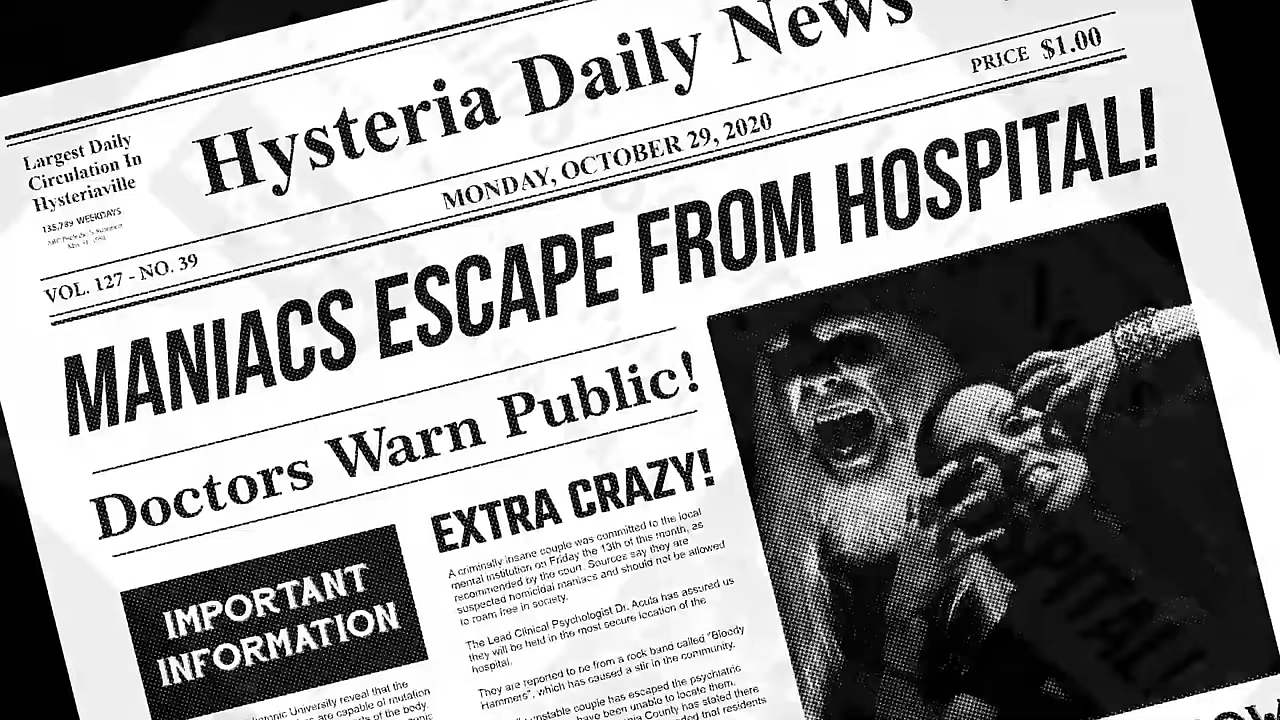 Hysteria Daily News
Largest Daily
Circulation In
Hysteriaville
135,789 WEEKDAYS
MONDAY, OCTOBER 29, 2020
PRICE $1.00
VOL. 127 - NO. 39
MANIACS ESCAPE FROM HOSPITAL!
Doctors Warn Public!
IMPORTANT
INFORMATION
University reveal that the
are capable of
of the body.
EXTRA CRAZY!
A criminally insane couple was committed to the local
mental institution on Friday the 13th of this month, as
recommended by the court. Sources say they are
suspected homicidal maniacs and should not be allowed
to roam free in society.
The Lead Clinical Psychologist Dr. Acula has assured us
they will be held in the most secure location of the
hospital.
They are reported to be from a rock band called "Bloody
Hammers", which has caused a stir in the community.
unstable couple has escaped the psychiatric
have been unable to locate them.
County has stated there
that residents